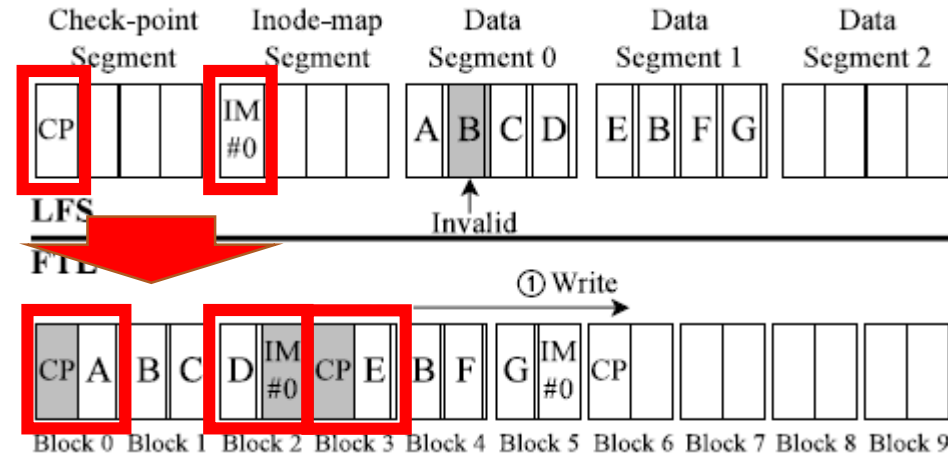 Check-point Inode-map Data Data Data
Segment Segment Segment 0 Segment 1 Segment 2
CP IM #0 A B C D E B F G
LFS
Invalid
FTL
① Write
CP A B C D IM #0 CP E B F G IM #0 CP
Block 0 Block 1 Block 2 Block 3 Block 4 Block 5 Block 6 Block 7 Block 8 Block 9